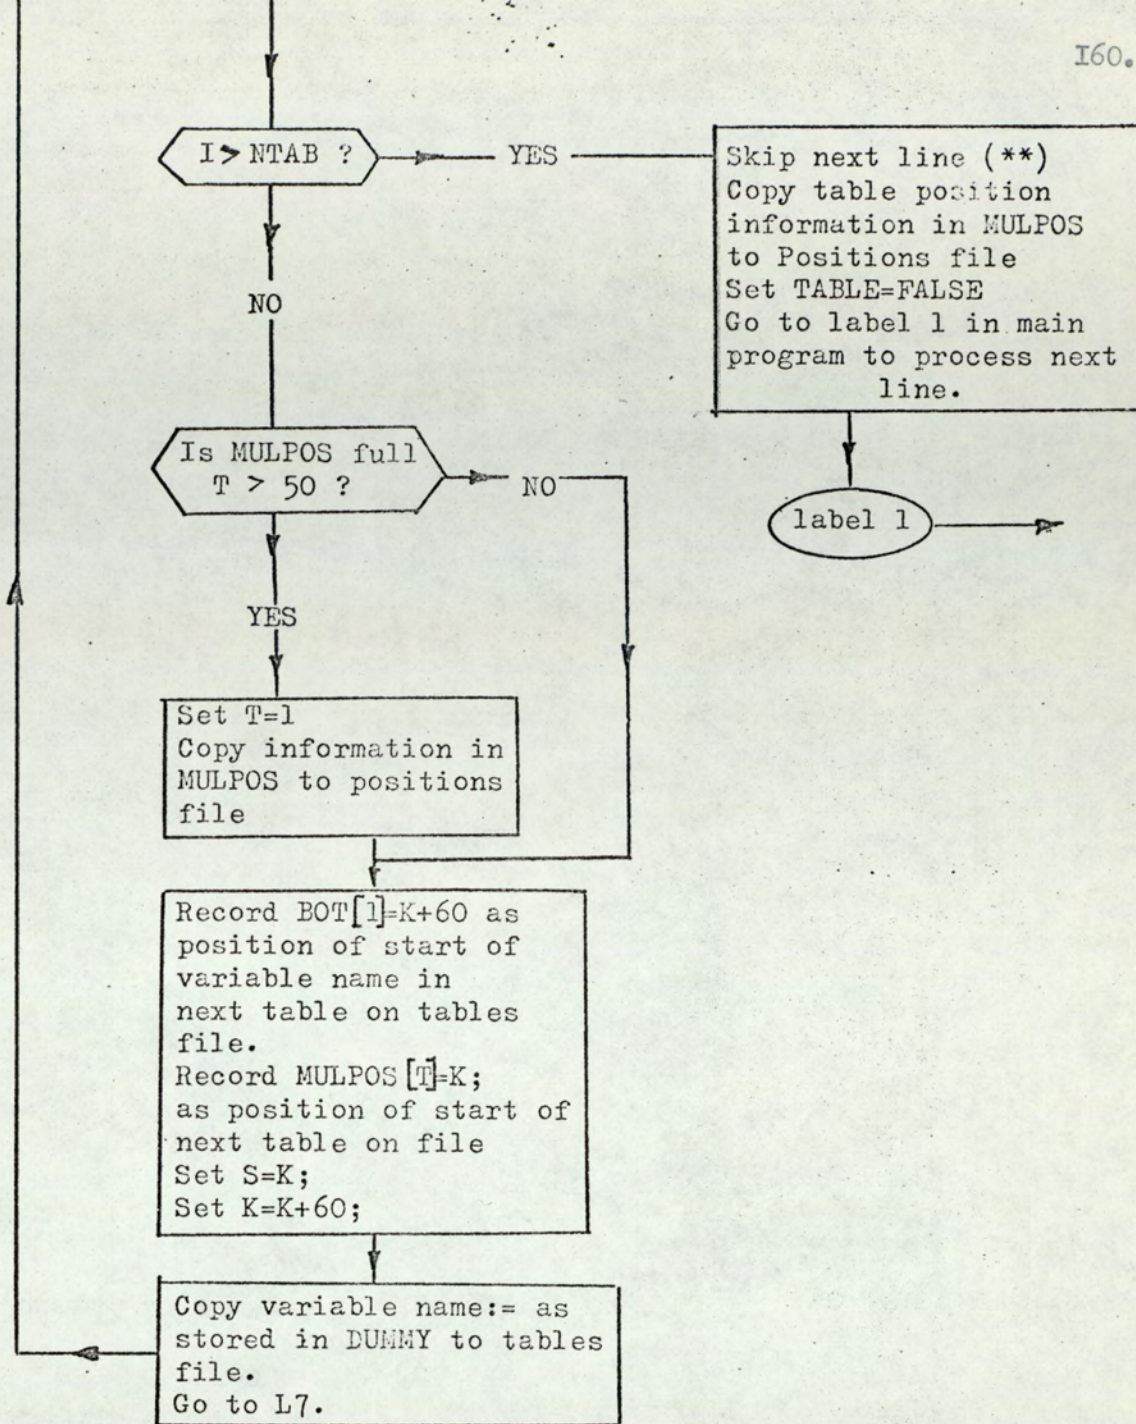 I60.
I > NTAB ?
YES
Skip next line (**)
Copy table position
information in MULPOS
to Positions file
Set TABLE=FALSE
Go to label 1 in main
program to process next
line.
NO
Is MULPOS full
T > 50 ?
NO
label 1
YES
Set T=1
Copy information in
MULPOS to positions
file
Record BOT[1]=K+60 as
position of start of
variable name in
next table on tables
file.
Record MULPOS[T]=K;
as position of start of
next table on file
Set S=K;
Set K=K+60;
Copy variable name:= as
stored in DUMMY to tables
file.
Go to L7.